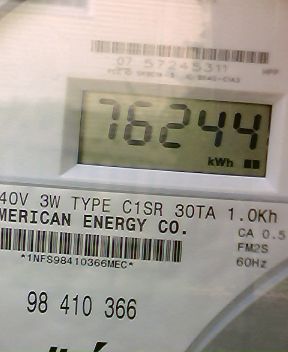 07 57245311
76244
kWh
40V 3W TYPE C1SR 30TA 1.0Kh
MERICAN ENERGY CO.
CA 0.5
FM2S
*1NFS98410366MEC*
60Hz
98 410 366